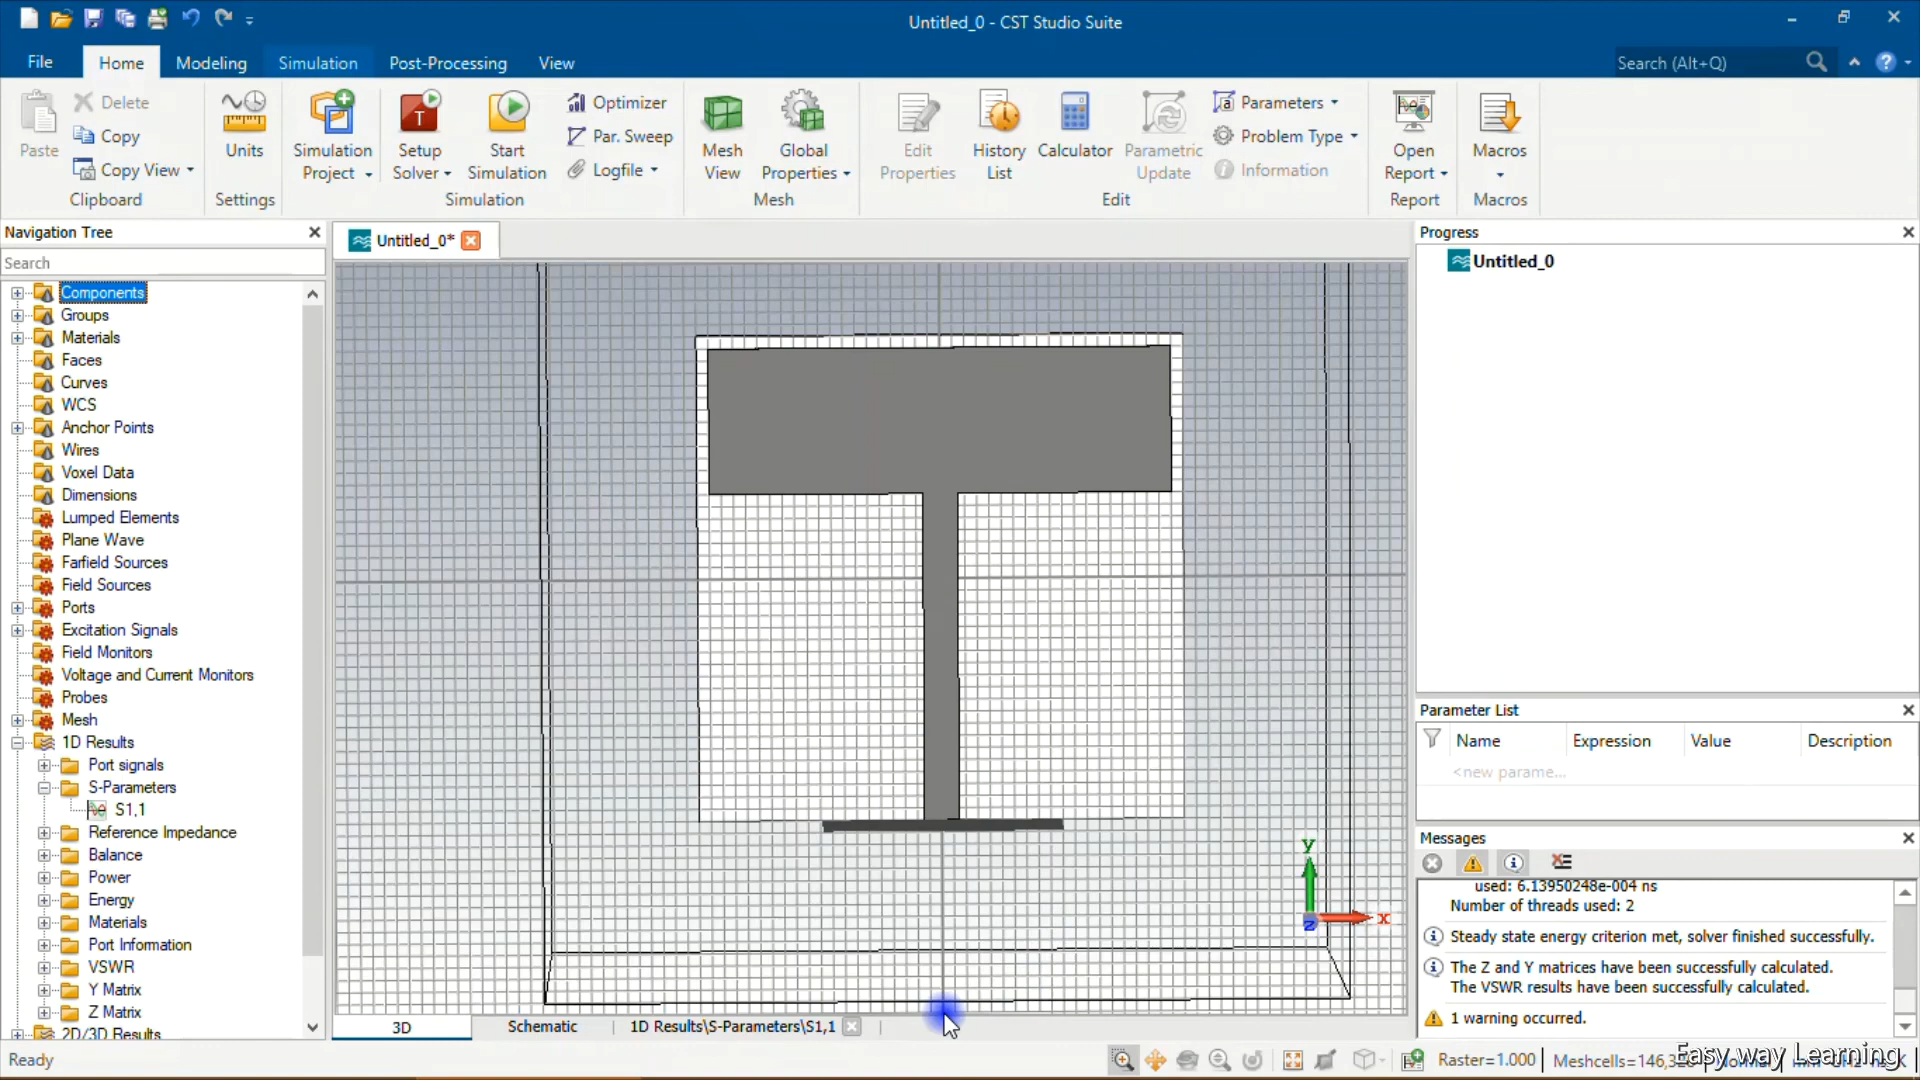 Untitled_0 - CST Studio Suite
File Home Modeling Simulation Post-Processing View
Search (Alt+Q)
Paste
Delete
Copy
Copy View
Clipboard
Units
Settings
Simulation
Project
Setup
Solver
Start
Simulation
Optimizer
Par. Sweep
Logfile
Simulation
Mesh
View
Global
Properties
Mesh
Edit
Properties
History
List
Calculator
Parametric
Update
Parameters
Problem Type
Information
Edit
Open
Report
Report
Macros
Macros
Navigation Tree
Search
Components
Groups
Materials
Faces
Curves
WCS
Anchor Points
Wires
Voxel Data
Dimensions
Lumped Elements
Plane Wave
Farfield Sources
Field Sources
Ports
Excitation Signals
Field Monitors
Voltage and Current Monitors
Probes
Mesh
1D Results
Port signals
S-Parameters
S1,1
Reference Impedance
Balance
Power
Energy
Materials
Port Information
VSWR
Y Matrix
Z Matrix
2D/3D Results
Untitled_0*
y
x
z
3D Schematic 1D Results\S-Parameters\S1,1
Progress
Untitled_0
Parameter List
Name Expression Value Description
<new parame...
Messages
used: 6.13950248e-004 ns
Number of threads used: 2
Steady state energy criterion met, solver finished successfully.
The Z and Y matrices have been successfully calculated.
The VSWR results have been successfully calculated.
1 warning occurred.
Ready
Raster=1.000
Meshcells=146,
Easy way Learning